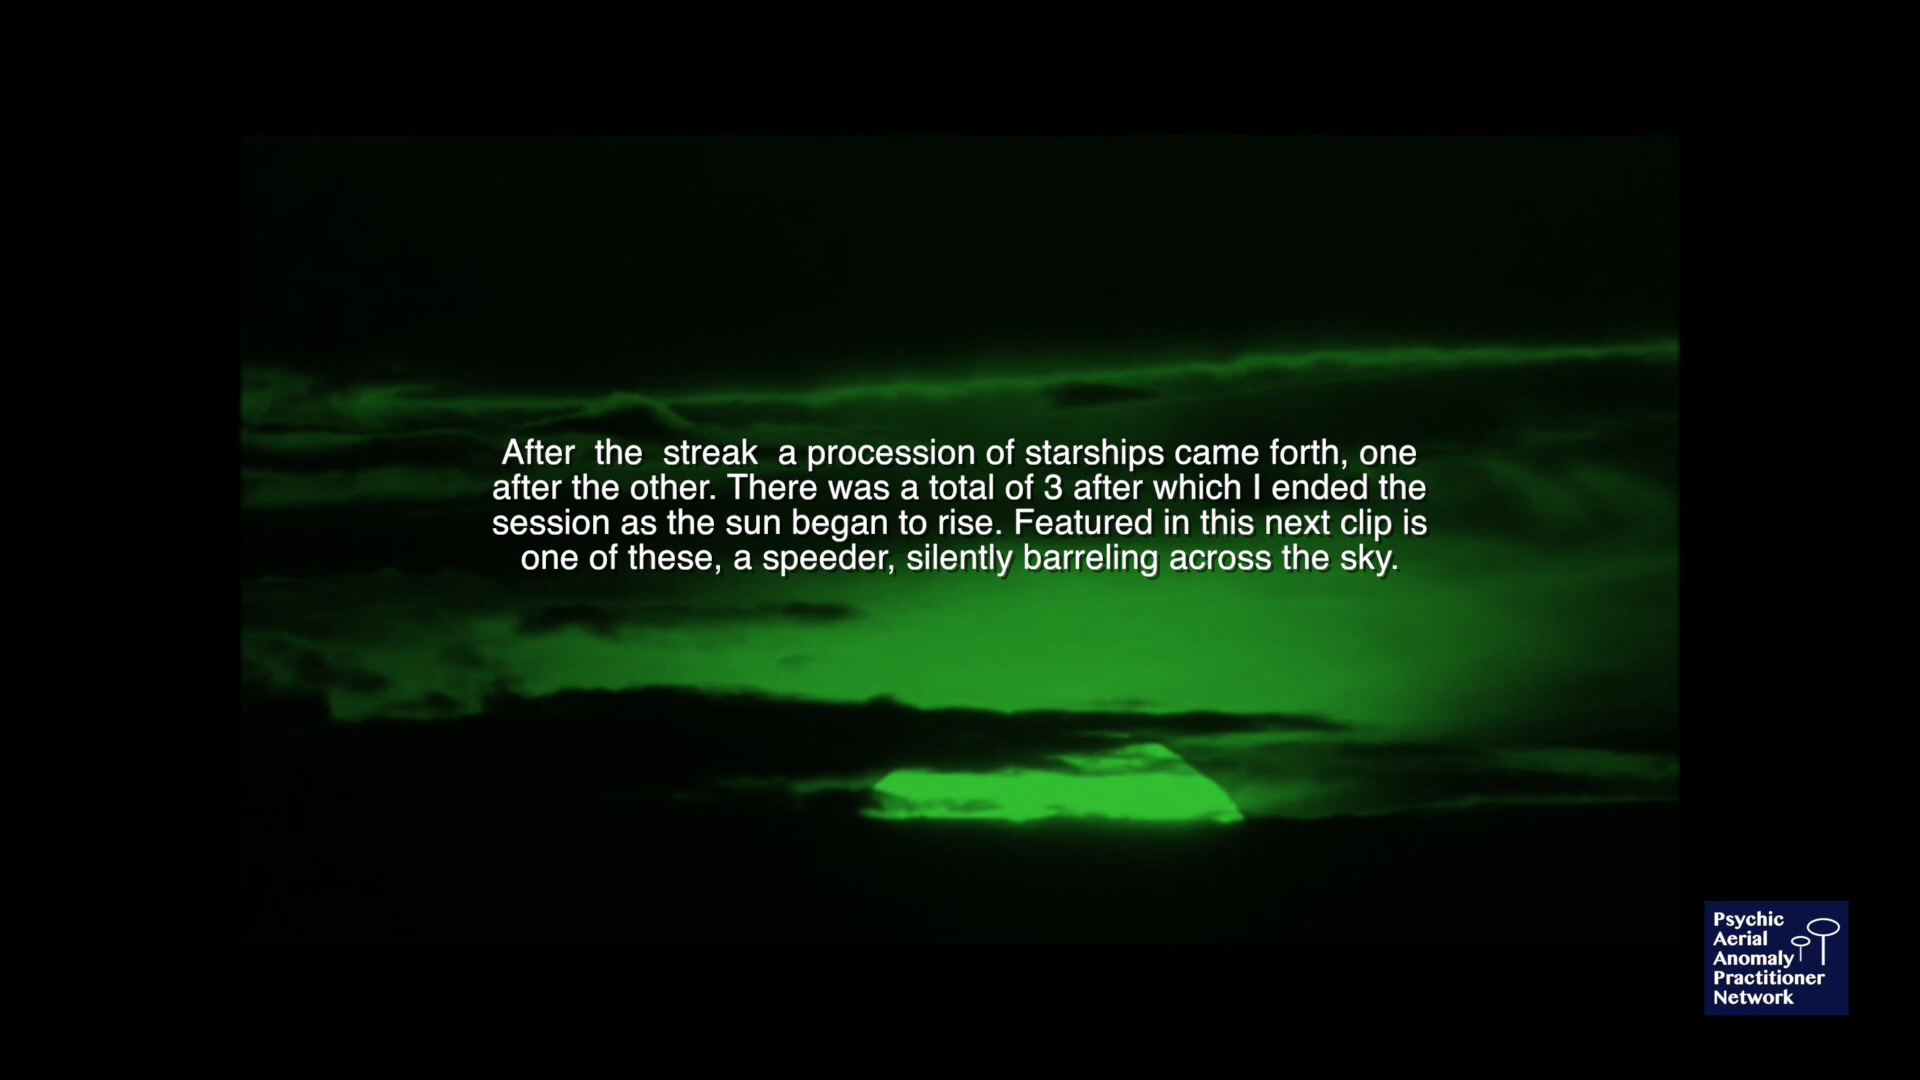 After the streak a procession of starships came forth, one
after the other. There was a total of 3 after which I ended the
session as the sun began to rise. Featured in this next clip is
one of these, a speeder, silently barreling across the sky.
Psychic
Aerial
Anomaly
Practitioner
Network